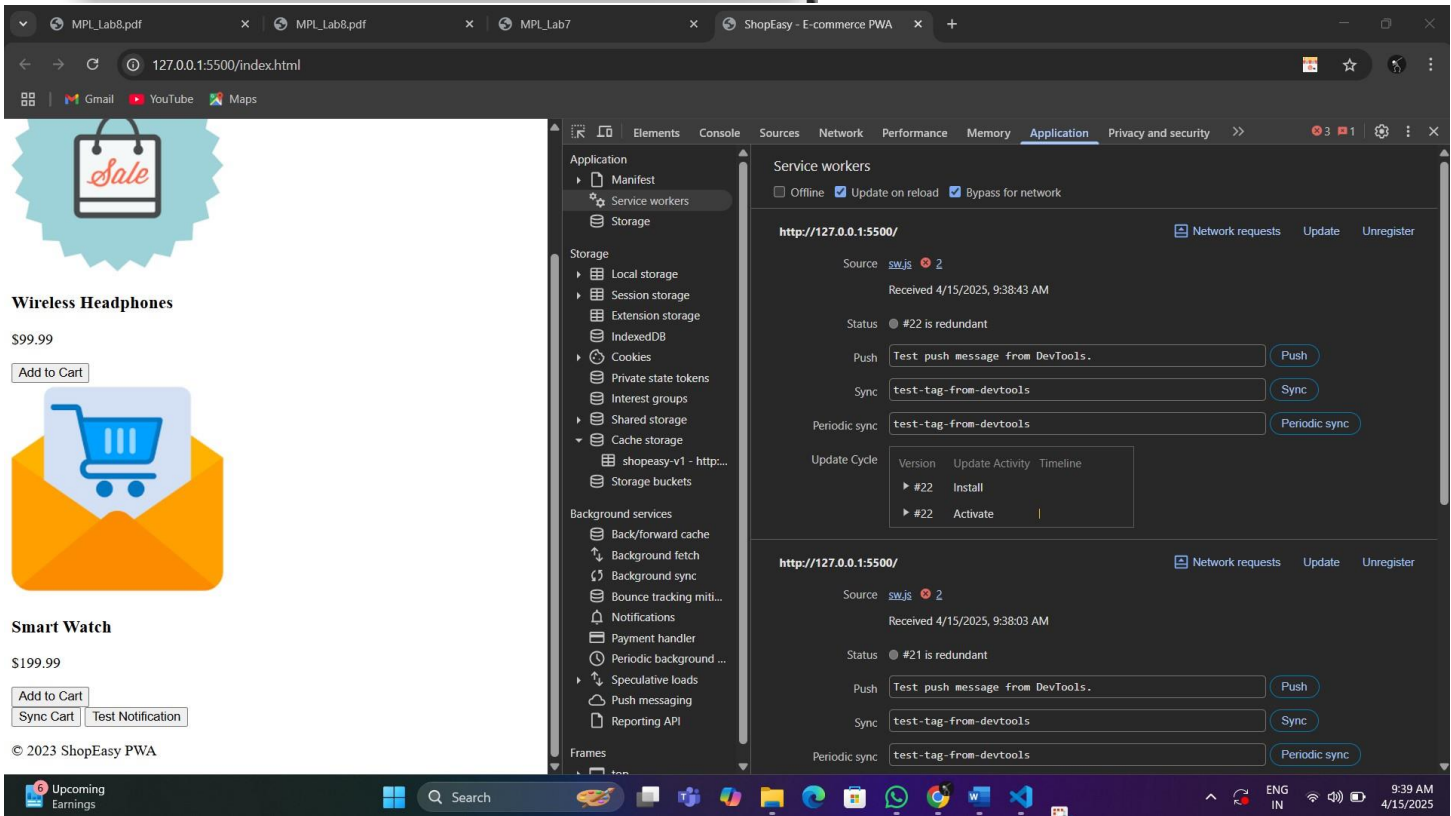 MPL_Lab8.pdf
MPL_Lab8.pdf
MPL_Lab7
ShopEasy - E-commerce PWA
127.0.0.1:5500/index.html
Gmail YouTube Maps
Sale
Wireless Headphones
$99.99
Add to Cart
Smart Watch
$199.99
Add to Cart
Sync Cart Test Notification
© 2023 ShopEasy PWA
Elements Console Sources Network Performance Memory Application Privacy and security 3 1
Application
Manifest
Service workers
Storage
Storage
Local storage
Session storage
Extension storage
IndexedDB
Cookies
Private state tokens
Interest groups
Shared storage
Cache storage
shopeasy-v1 - http:...
Storage buckets
Background services
Back/forward cache
Background fetch
Background sync
Bounce tracking miti...
Notifications
Payment handler
Periodic background ...
Speculative loads
Push messaging
Reporting API
Frames
top
Service workers
Offline Update on reload Bypass for network
http://127.0.0.1:5500/ Network requests Update Unregister
Source sw.js 2
Received 4/15/2025, 9:38:43 AM
Status #22 is redundant
Push Test push message from DevTools. Push
Sync test-tag-from-devtools Sync
Periodic sync test-tag-from-devtools Periodic sync
Update Cycle Version Update Activity Timeline
#22 Install
#22 Activate
http://127.0.0.1:5500/ Network requests Update Unregister
Source sw.js 2
Received 4/15/2025, 9:38:03 AM
Status #21 is redundant
Push Test push message from DevTools. Push
Sync test-tag-from-devtools Sync
Periodic sync test-tag-from-devtools Periodic sync
6 Upcoming
Earnings
Search
ENG
IN
9:39 AM
4/15/2025